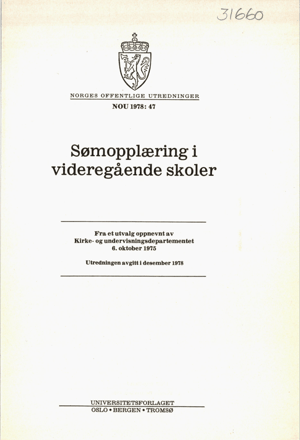 31660
NORGES OFFENTLIGE UTREDNINGER
NOU 1978: 47
Sømopplæring i
videregående skoler
Fra et utvalg oppnevnt av
Kirke- og undervisningsdepartementet
6. oktober 1975
Utredningen avgitt i desember 1978
UNIVERSITETSFORLAGET
OSLO • BERGEN • TROMSØ